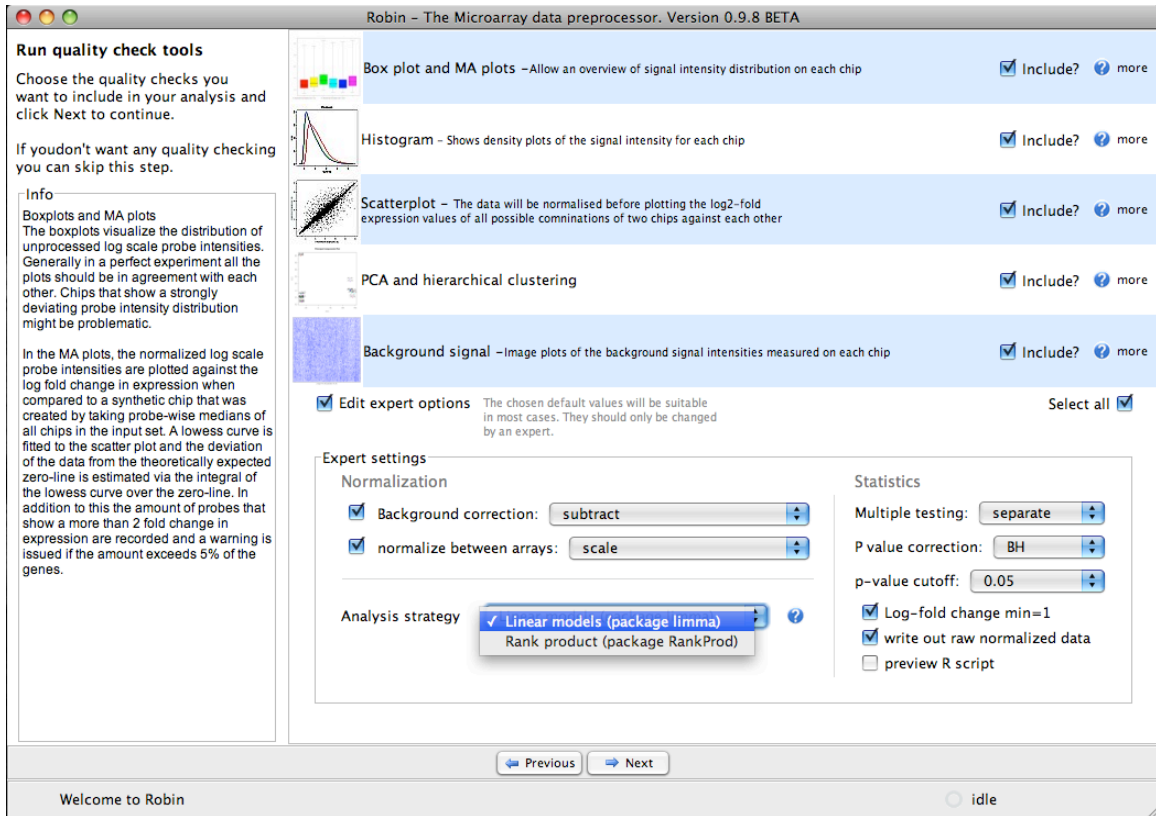 Robin - The Microarray data preprocessor. Version 0.9.8 BETA
Run quality check tools
Choose the quality checks you
want to include in your analysis and
click Next to continue.
If youdon't want any quality checking
you can skip this step.
Info
Boxplots and MA plots
The boxplots visualize the distribution of
unprocessed log scale probe intensities.
Generally in a perfect experiment all the
plots should be in agreement with each
other. Chips that show a strongly
deviating probe intensity distribution
might be problematic.
In the MA plots, the normalized log scale
probe intensities are plotted against the
log fold change in expression when
compared to a synthetic chip that was
created by taking probe-wise medians of
all chips in the input set. A lowess curve is
fitted to the scatter plot and the deviation
of the data from the theoretically expected
zero-line is estimated via the integral of
the lowess curve over the zero-line. In
addition to this the amount of probes that
show a more than 2 fold change in
expression are recorded and a warning is
issued if the amount exceeds 5% of the
genes.
Box plot and MA plots -Allow an overview of signal intensity distribution on each chip Include? ? more
Histogram - Shows density plots of the signal intensity for each chip Include? ? more
Scatterplot - The data will be normalised before plotting the log2-fold
expression values of all possible comninations of two chips against each other Include? ? more
PCA and hierarchical clustering Include? ? more
Background signal -Image plots of the background signal intensities measured on each chip Include? ? more
Edit expert options The chosen default values will be suitable
in most cases. They should only be changed
by an expert.
Select all
Expert settings
Normalization
Background correction: subtract
normalize between arrays: scale
Analysis strategy
✓ Linear models (package limma) ?
Rank product (package RankProd)
Statistics
Multiple testing: separate
P value correction: BH
p-value cutoff: 0.05
Log-fold change min=1
write out raw normalized data
preview R script
Previous Next
Welcome to Robin idle